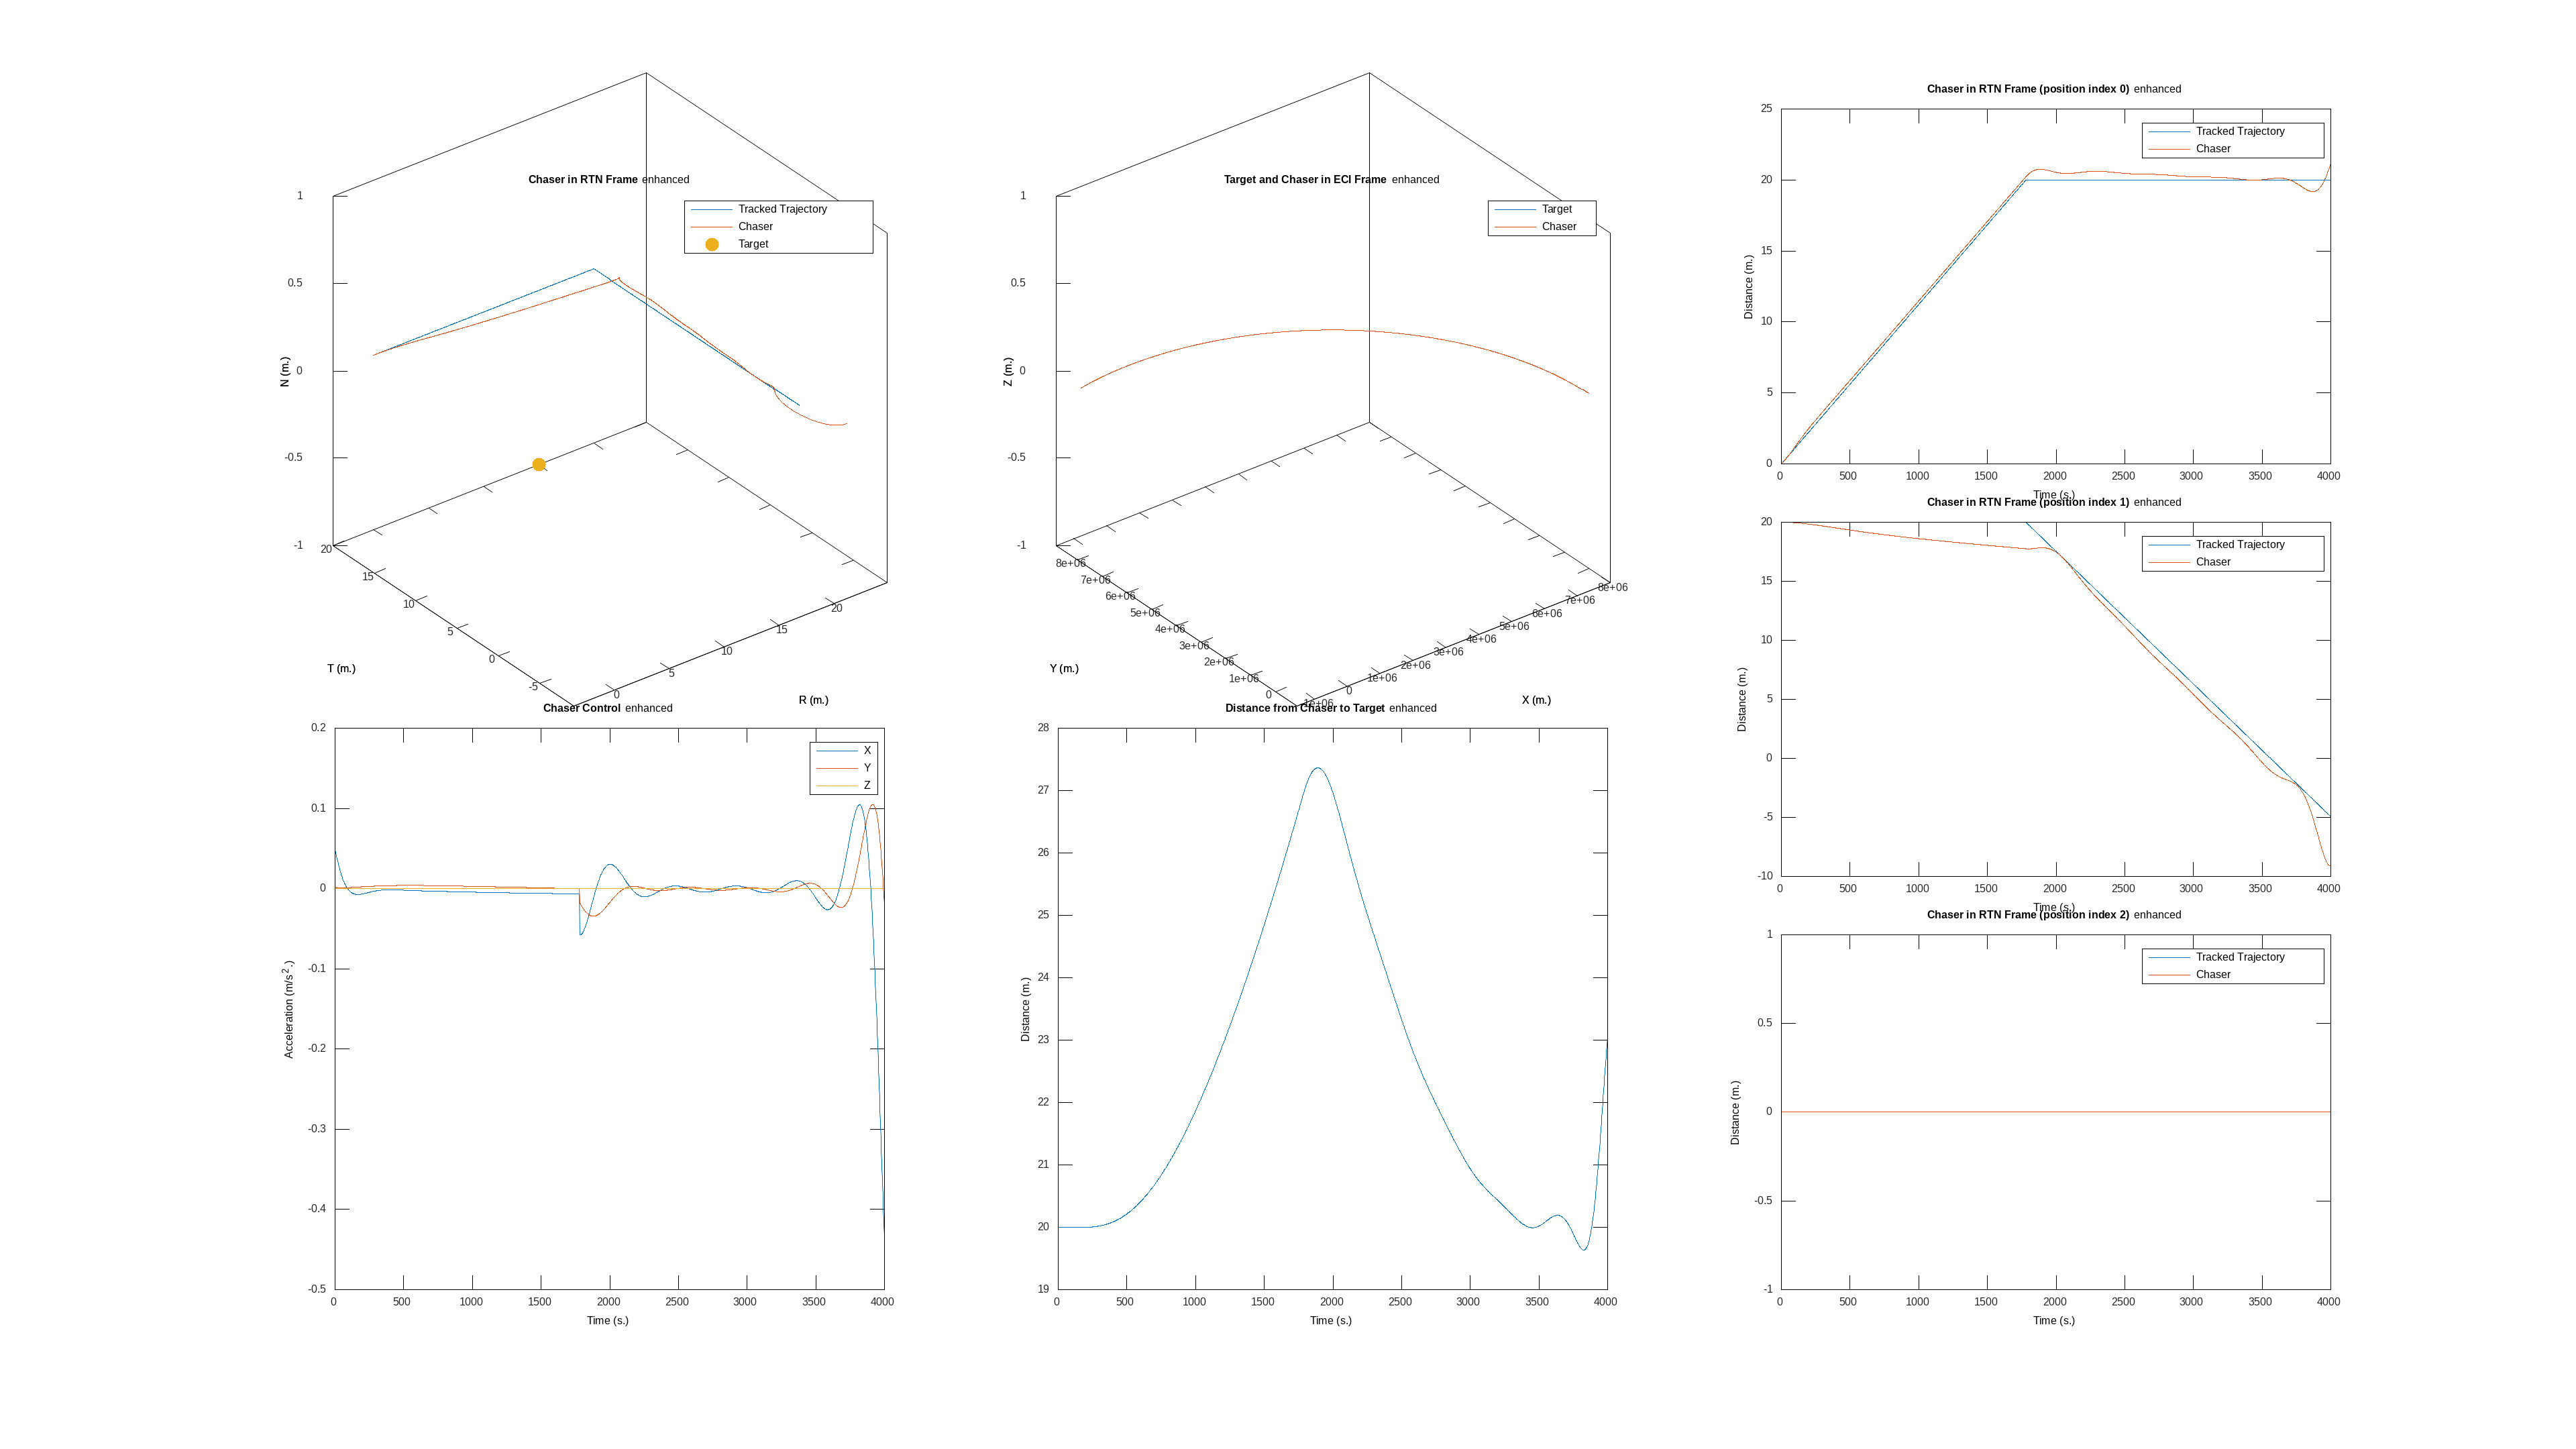 Chaser in RTN Frame enhanced
Tracked Trajectory
Chaser
Target
1
0.5
0
-0.5
-1
N (m.)
20
15
10
5
0
-5
T (m.)
0
5
10
15
20
R (m.)
Target and Chaser in ECI Frame enhanced
Target
Chaser
1
0.5
0
-0.5
-1
Z (m.)
8e+06
7e+06
6e+06
5e+06
4e+06
3e+06
2e+06
1e+06
0
Y (m.)
-1e+06
0
1e+06
2e+06
3e+06
4e+06
5e+06
6e+06
7e+06
8e+06
X (m.)
Chaser in RTN Frame (position index 0) enhanced
Tracked Trajectory
Chaser
25
20
15
10
5
0
Distance (m.)
0 500 1000 1500 2000 2500 3000 3500 4000
Time (s.)
Chaser in RTN Frame (position index 1) enhanced
Tracked Trajectory
Chaser
20
15
10
5
0
-5
-10
Distance (m.)
0 500 1000 1500 2000 2500 3000 3500 4000
Time (s.)
Chaser in RTN Frame (position index 2) enhanced
Tracked Trajectory
Chaser
1
0.5
0
-0.5
-1
Distance (m.)
0 500 1000 1500 2000 2500 3000 3500 4000
Time (s.)
Chaser Control enhanced
X
Y
Z
0.2
0.1
0
-0.1
-0.2
-0.3
-0.4
-0.5
Acceleration (m/s².)
0 500 1000 1500 2000 2500 3000 3500 4000
Time (s.)
Distance from Chaser to Target enhanced
28
27
26
25
24
23
22
21
20
19
Distance (m.)
0 500 1000 1500 2000 2500 3000 3500 4000
Time (s.)